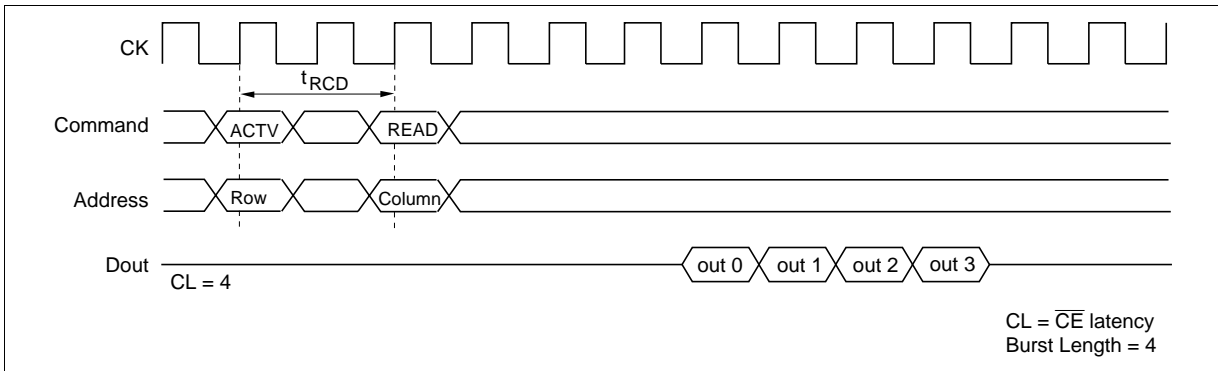 CK
tRCD
Command ACTV READ
Address Row Column
Dout out 0 out 1 out 2 out 3
CL = 4
CL = C̅E̅ latency
Burst Length = 4